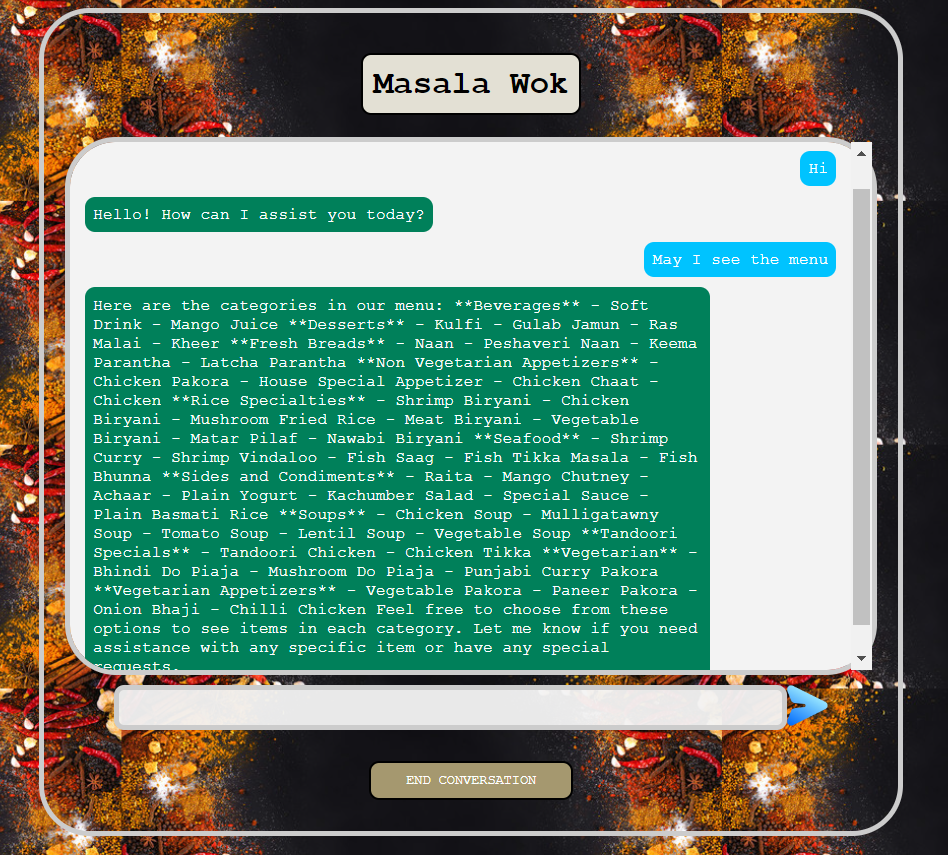 Masala Wok
Hi
Hello! How can I assist you today?
May I see the menu
Here are the categories in our menu: **Beverages** - Soft
Drink - Mango Juice **Desserts** - Kulfi - Gulab Jamun - Ras
Malai - Kheer **Fresh Breads** - Naan - Peshaveri Naan - Keema
Parantha - Latcha Parantha **Non Vegetarian Appetizers** -
Chicken Pakora - House Special Appetizer - Chicken Chaat -
Chicken **Rice Specialties** - Shrimp Biryani - Chicken
Biryani - Mushroom Fried Rice - Meat Biryani - Vegetable
Biryani - Matar Pilaf - Nawabi Biryani **Seafood** - Shrimp
Curry - Shrimp Vindaloo - Fish Saag - Fish Tikka Masala - Fish
Bhunna **Sides and Condiments** - Raita - Mango Chutney -
Achaar - Plain Yogurt - Kachumber Salad - Special Sauce -
Plain Basmati Rice **Soups** - Chicken Soup - Mulligatawny
Soup - Tomato Soup - Lentil Soup - Vegetable Soup **Tandoori
Specials** - Tandoori Chicken - Chicken Tikka **Vegetarian** -
Bhindi Do Piaja - Mushroom Do Piaja - Punjabi Curry Pakora
**Vegetarian Appetizers** - Vegetable Pakora - Paneer Pakora -
Onion Bhaji - Chilli Chicken Feel free to choose from these
options to see items in each category. Let me know if you need
assistance with any specific item or have any special
requests.
END CONVERSATION